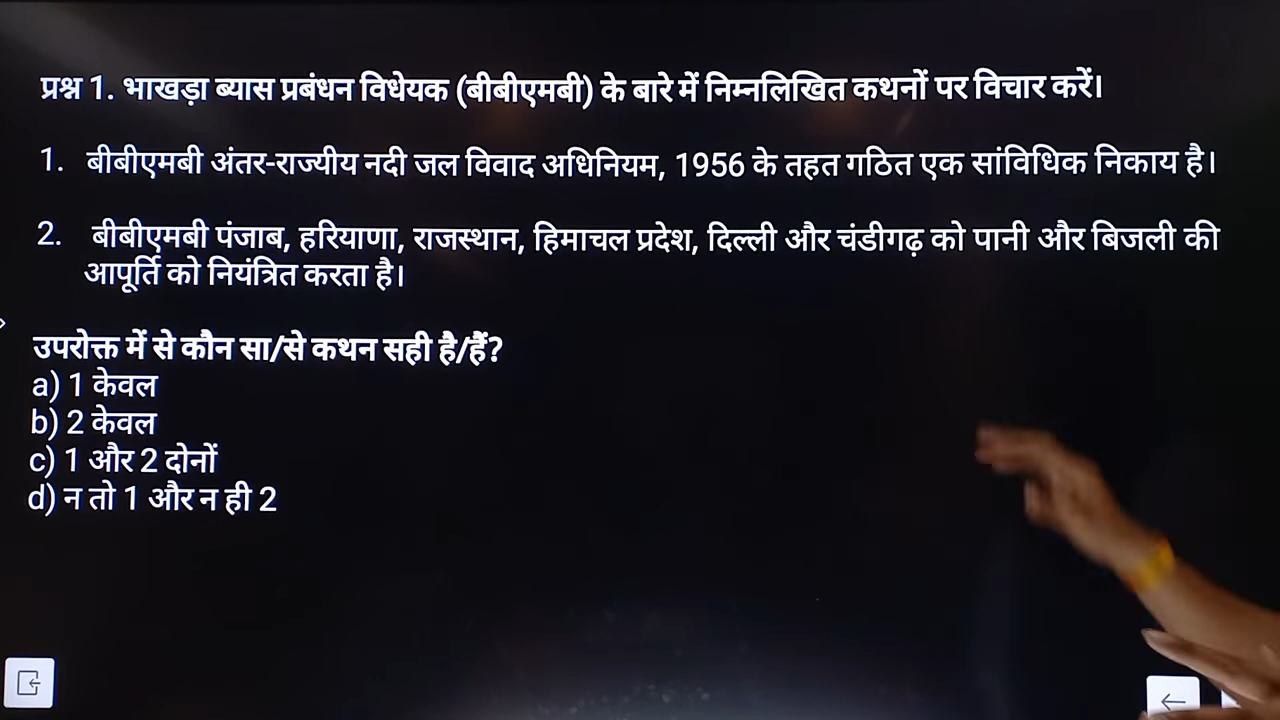 प्रश्न 1. भाखड़ा ब्यास प्रबंधन विधेयक (बीबीएमबी) के बारे में निम्नलिखित कथनों पर विचार करें।
1. बीबीएमबी अंतर-राज्यीय नदी जल विवाद अधिनियम, 1956 के तहत गठित एक सांविधिक निकाय है।
2. बीबीएमबी पंजाब, हरियाणा, राजस्थान, हिमाचल प्रदेश, दिल्ली और चंडीगढ़ को पानी और बिजली की
आपूर्ति को नियंत्रित करता है।
उपरोक्त में से कौन सा/से कथन सही है/हैं?
a) 1 केवल
b) 2 केवल
c) 1 और 2 दोनों
d) न तो 1 और न ही 2